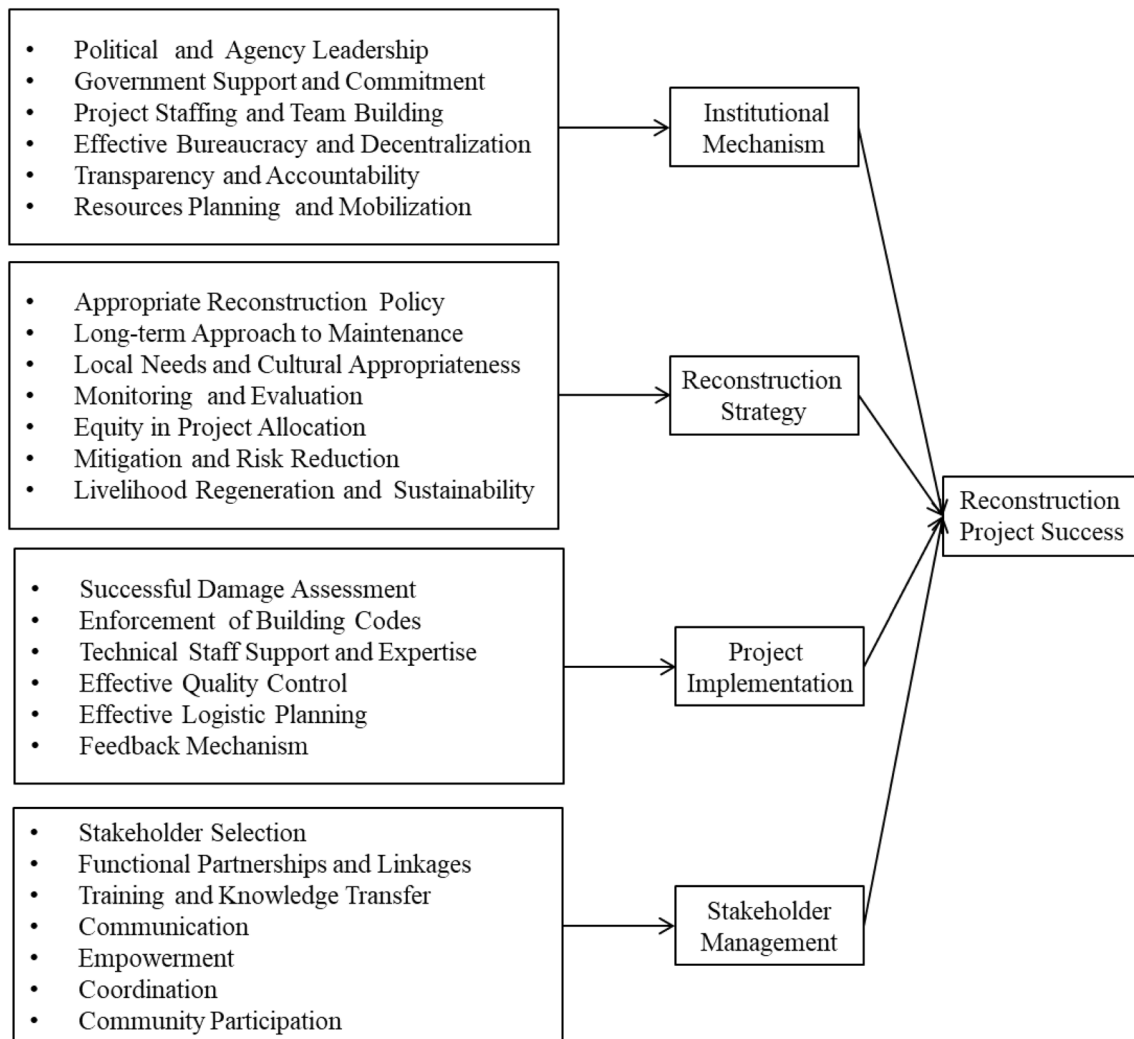 • Political and Agency Leadership
• Government Support and Commitment
• Project Staffing and Team Building
• Effective Bureaucracy and Decentralization
• Transparency and Accountability
• Resources Planning and Mobilization
Institutional
Mechanism
• Appropriate Reconstruction Policy
• Long-term Approach to Maintenance
• Local Needs and Cultural Appropriateness
• Monitoring and Evaluation
• Equity in Project Allocation
• Mitigation and Risk Reduction
• Livelihood Regeneration and Sustainability
Reconstruction
Strategy
• Successful Damage Assessment
• Enforcement of Building Codes
• Technical Staff Support and Expertise
• Effective Quality Control
• Effective Logistic Planning
• Feedback Mechanism
Project
Implementation
• Stakeholder Selection
• Functional Partnerships and Linkages
• Training and Knowledge Transfer
• Communication
• Empowerment
• Coordination
• Community Participation
Stakeholder
Management
Reconstruction
Project Success